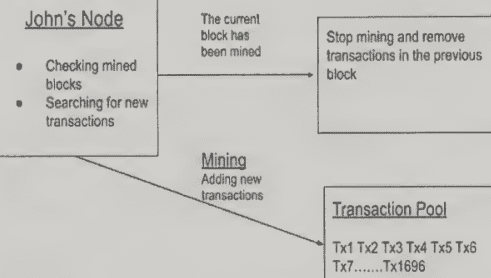 John's Node
● Checking mined
blocks
● Searching for new
transactions
The current
block has
been mined
Stop mining and remove
transactions in the previous
block
Mining
Adding new
transactions
Transaction Pool
Tx1 Tx2 Tx3 Tx4 Tx5 Tx6
Tx7.......Tx1696